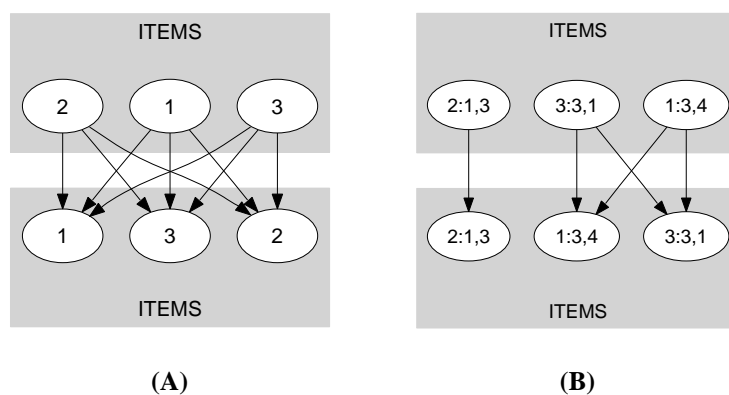 ITEMS ITEMS
2 1 3 2:1,3 3:3,1 1:3,4
1 3 2 2:1,3 1:3,4 3:3,1
ITEMS ITEMS
(A) (B)